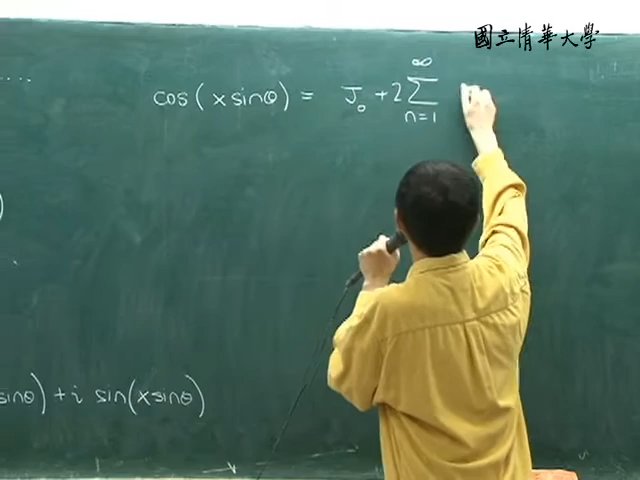 國立清華大學
.....
cos(x sinθ) = J₀ + 2 ∞∑n=1
)
sinθ) + i sin(x sinθ)